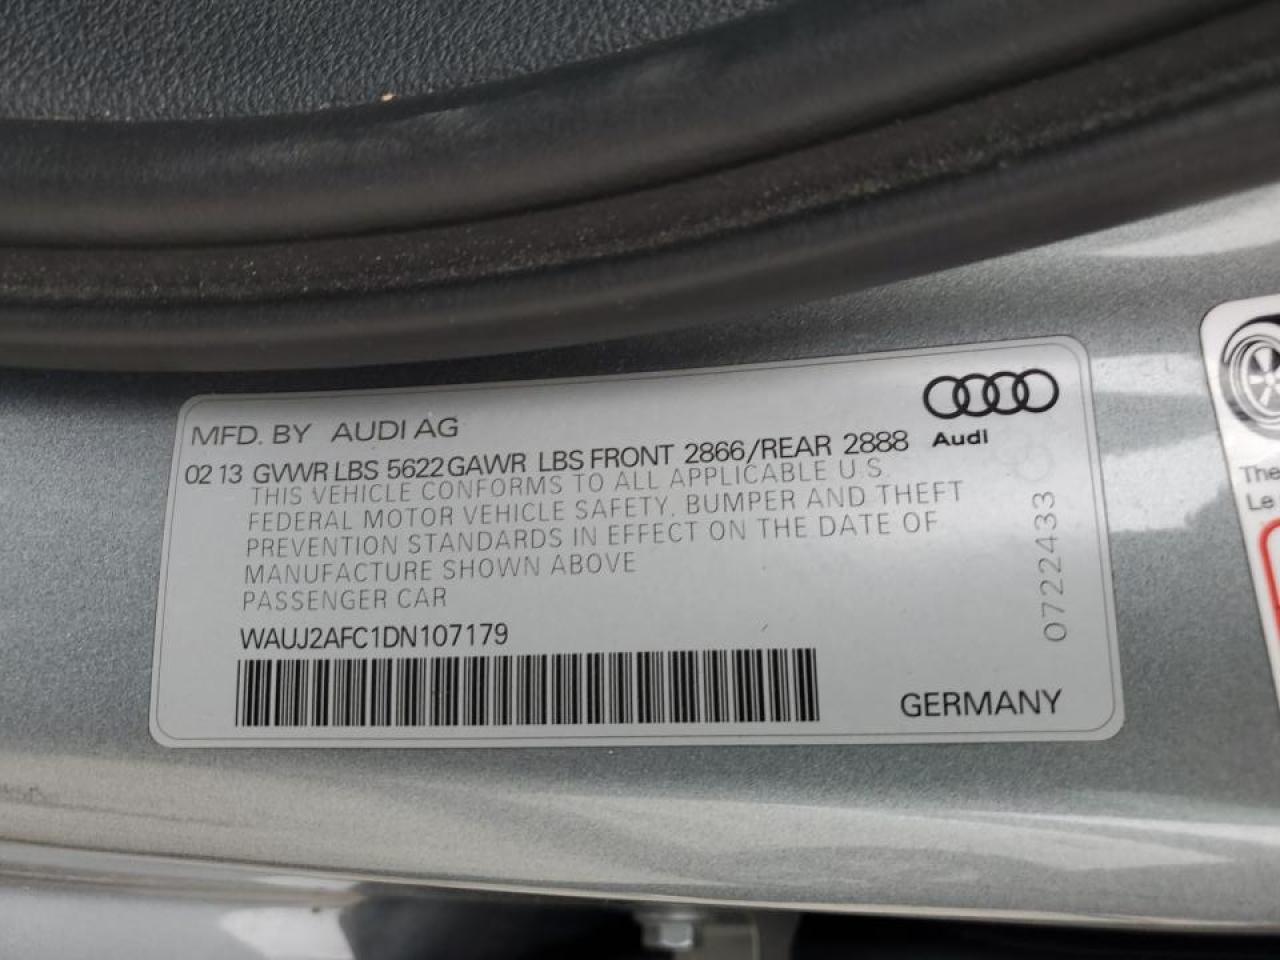 MFD. BY AUDI AG
02 13 GVWR LBS 5622 GAWR LBS FRONT 2866/REAR 2888
THIS VEHICLE CONFORMS TO ALL APPLICABLE U.S.
FEDERAL MOTOR VEHICLE SAFETY, BUMPER AND THEFT
PREVENTION STANDARDS IN EFFECT ON THE DATE OF
MANUFACTURE SHOWN ABOVE
PASSENGER CAR
WAUJ2AFC1DN107179
Audi
0722433
GERMANY
The
Le